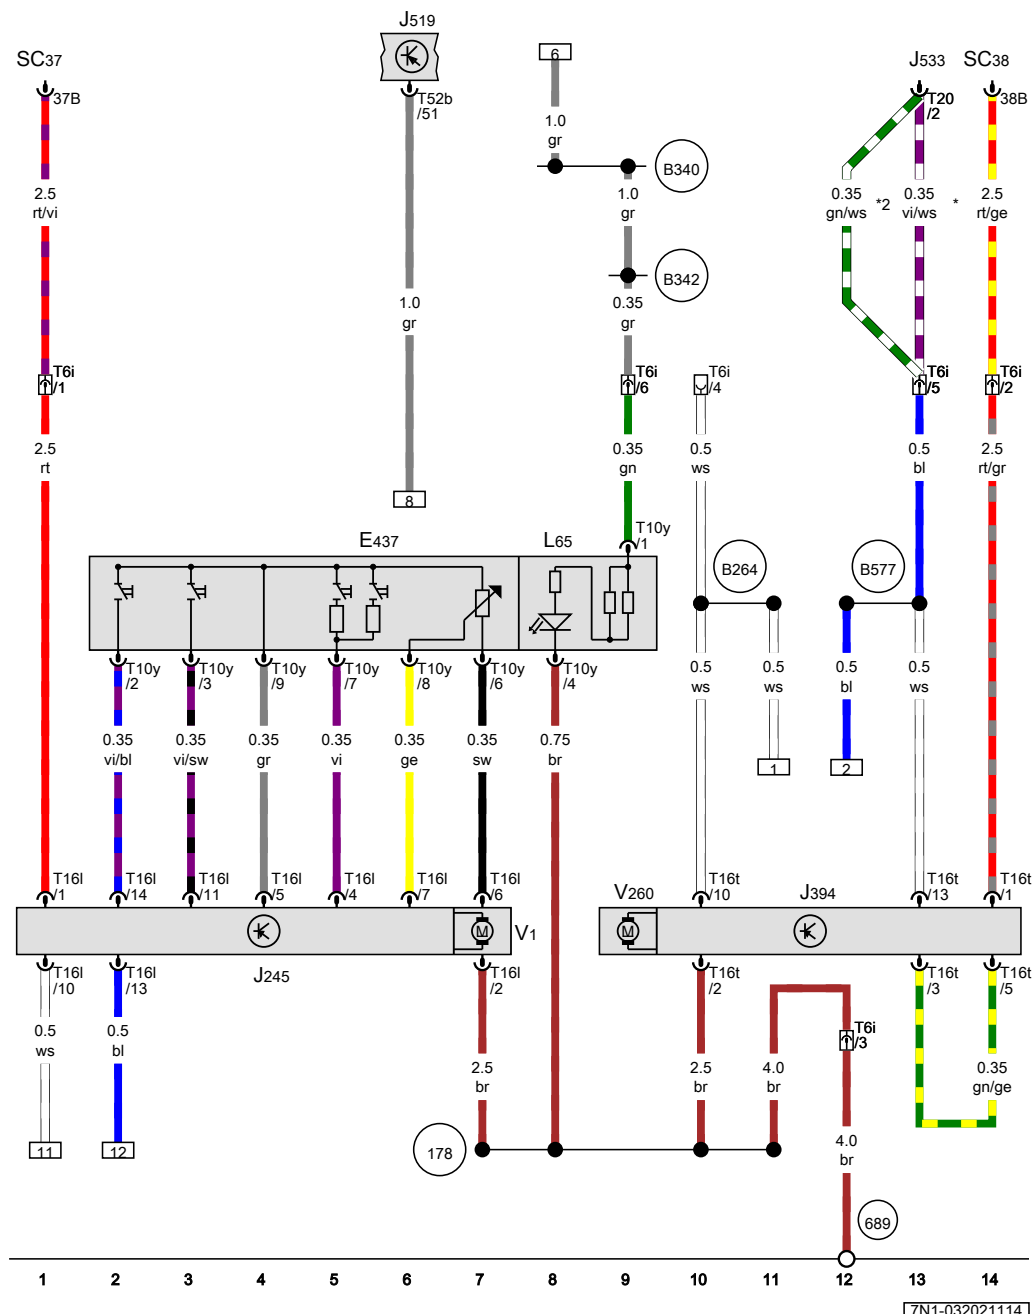 J519
SC37
6
J533
SC38
37B
T52b
/51
T20
/2
38B
1.0
gr
B340
2.5
rt/vi
1.0
gr
0.35
gn/ws
*2
0.35
vi/ws
*
2.5
rt/ge
B342
1.0
gr
0.35
gr
T6i
/1
T6i
/6
T6i
/4
T6i
/5
T6i
/2
2.5
rt
0.35
gn
0.5
ws
0.5
bl
2.5
rt/gr
8
E437
L65
T10y
/1
B264
B577
T10y
/2
T10y
/3
T10y
/9
T10y
/7
T10y
/8
T10y
/6
T10y
/4
0.5
ws
0.5
ws
0.5
bl
0.5
ws
0.35
vi/bl
0.35
vi/sw
0.35
gr
0.35
vi
0.35
ge
0.35
sw
0.75
br
1
2
T16l
/1
T16l
/14
T16l
/11
T16l
/5
T16l
/4
T16l
/7
T16l
/6
V260
T16t
/10
J394
T16t
/13
T16t
/1
M
V1
M
J245
T16l
/10
T16l
/13
T16l
/2
T16t
/2
T16t
/3
T16t
/5
0.5
ws
0.5
bl
T6i
/3
2.5
br
2.5
br
4.0
br
0.35
gn/ge
11
12
178
4.0
br
689
1 2 3 4 5 6 7 8 9 10 11 12 13 14
7N1-032021114